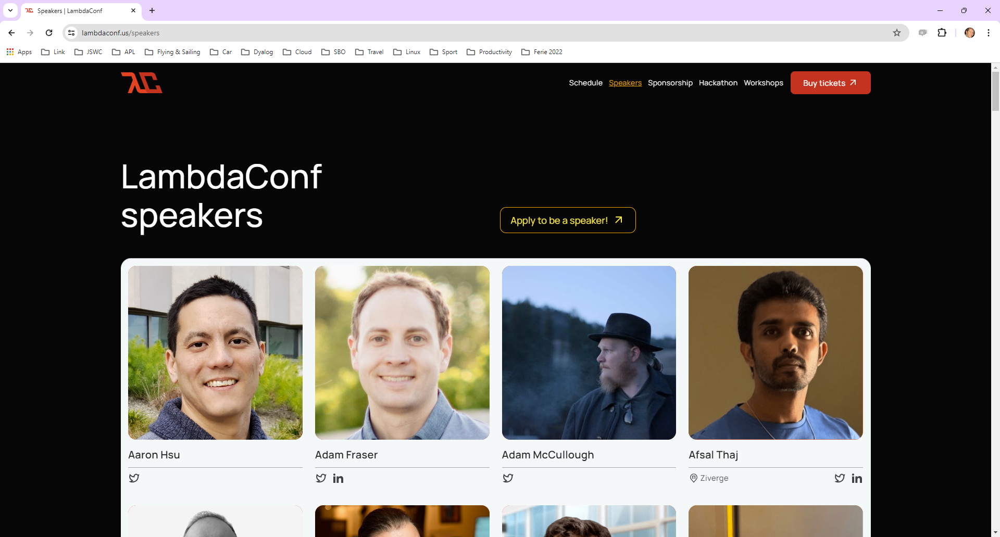 Speakers | LambdaConf
lambdaconf.us/speakers
Apps Link JSWC APL Flying & Sailing Car Dyalog Cloud SBO Travel Linux Sport Productivity Ferie 2022
Schedule Speakers Sponsorship Hackathon Workshops Buy tickets
LambdaConf
speakers
Apply to be a speaker!
Aaron Hsu Adam Fraser Adam McCullough Afsal Thaj
in Ziverge in